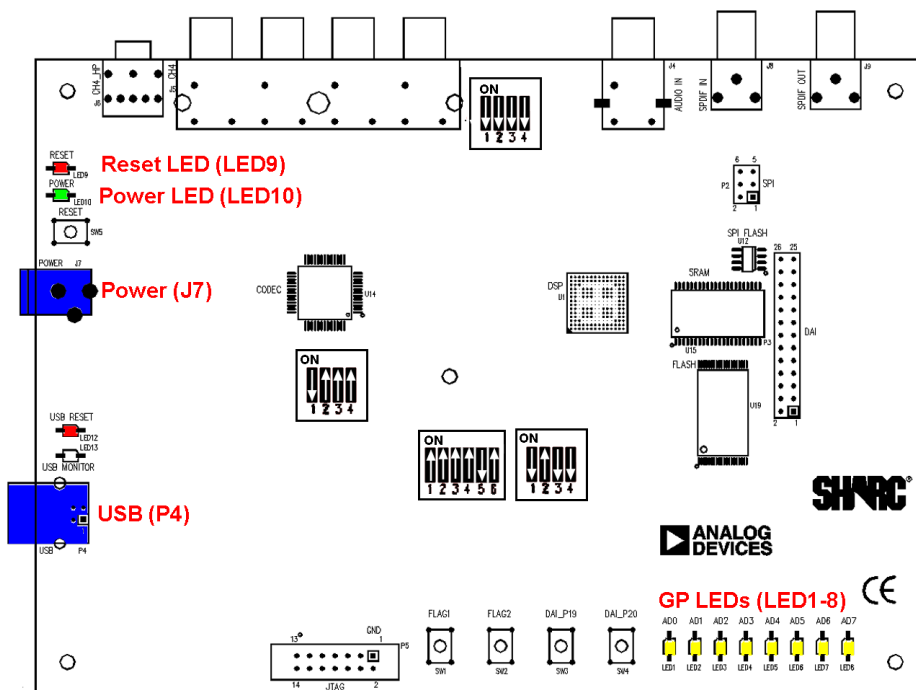 CH4_HP
J6
CH4
J5
ON
1 2 3 4
J4
AUDIO IN
SPDIF IN
J8
SPDIF OUT
J9
RESET
LED9
Reset LED (LED9)
POWER
LED10
Power LED (LED10)
RESET
SW5
POWER J7
Power (J7)
CODEC
U14
DSP
U1
6 5
P2 SPI
2 1
SPI FLASH
U12
26 25
SRAM
U15
P3
DAI
FLASH
U19
2 1
ON
1 2 3 4
USB RESET
LED12
LED13
USB MONITOR
ON
1 2 3 4 5 6
ON
1 2 3 4
USB (P4)
1
USB P4
SHARC®
ANALOG
DEVICES
CE
GP LEDs (LED1-8)
13 GND 1
P5
14 JTAG 2
FLAG1 FLAG2 DAI_P19 DAI_P20
SW1 SW2 SW3 SW4
AD0 AD1 AD2 AD3 AD4 AD5 AD6 AD7
LED1 LED2 LED3 LED4 LED5 LED6 LED7 LED8